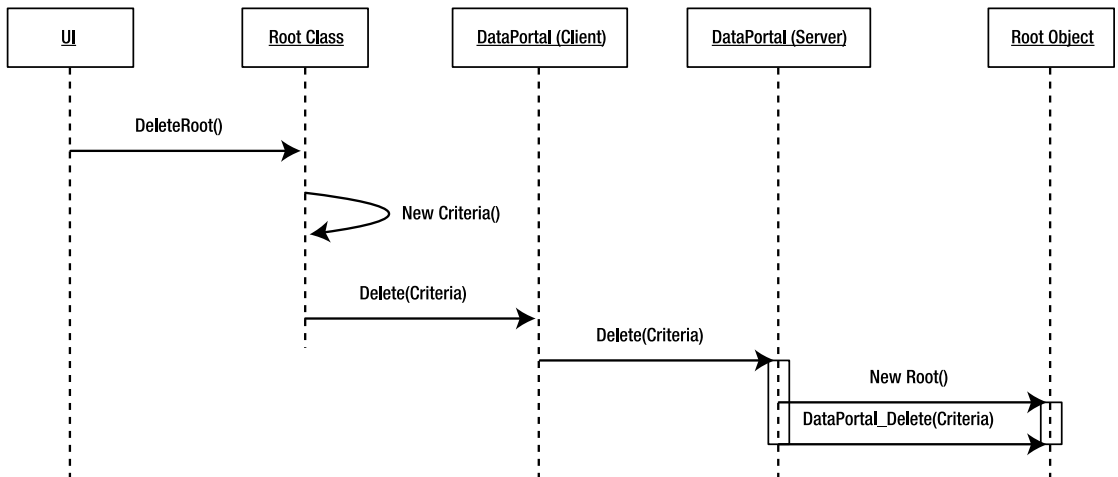 UI
Root Class
DataPortal (Client)
DataPortal (Server)
Root Object
DeleteRoot()
New Criteria()
Delete(Criteria)
Delete(Criteria)
New Root()
DataPortal_Delete(Criteria)